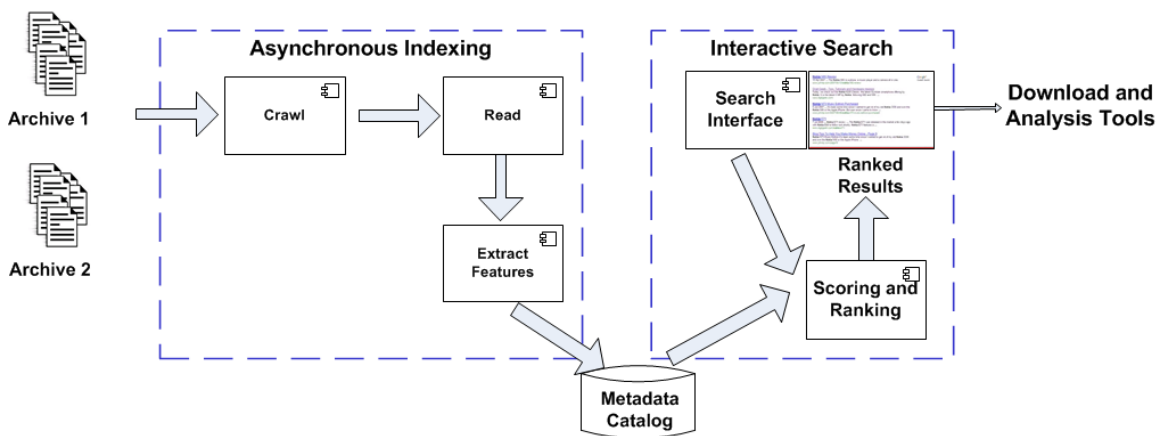 Asynchronous Indexing
Interactive Search
Archive 1
Crawl
Read
Search
Interface
Download and
Analysis Tools
Ranked
Results
Archive 2
Extract
Features
Scoring and
Ranking
Metadata
Catalog